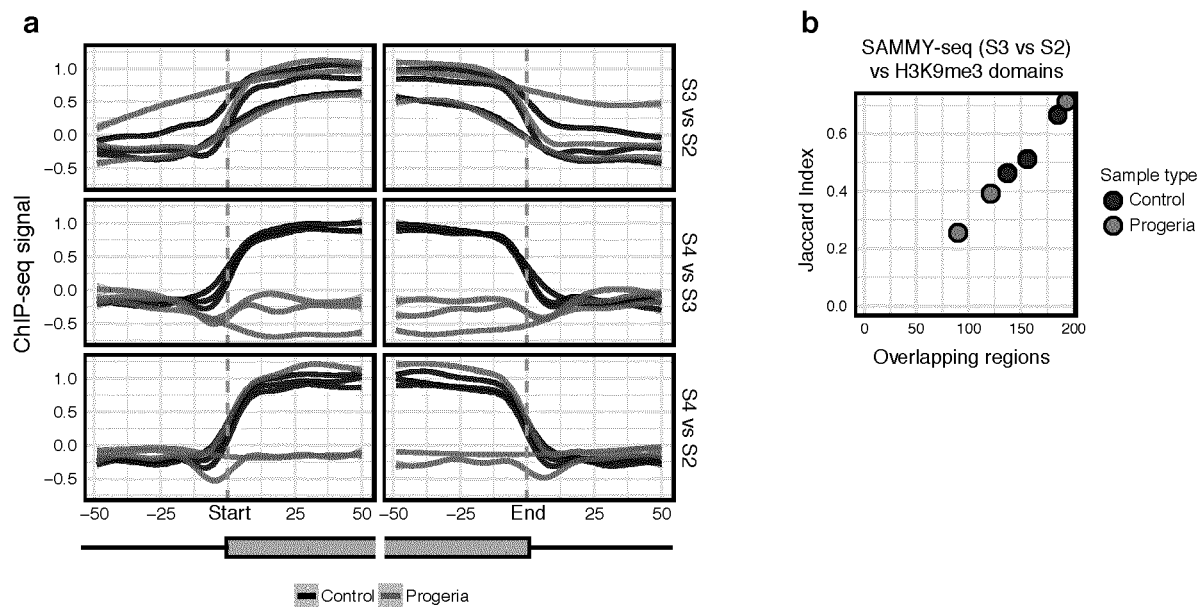 a
ChIP-seq signal
1.0
0.5
0.0
−0.5
S3 vs S2
1.0
0.5
0.0
−0.5
S4 vs S3
1.0
0.5
0.0
−0.5
S4 vs S2
−50 −25 Start 25 50 −50 −25 End 25 50
Control Progeria
b
SAMMY-seq (S3 vs S2)
vs H3K9me3 domains
Jaccard Index
0.6
0.4
0.2
0.0
0 50 100 150 200
Overlapping regions
Sample type
Control
Progeria